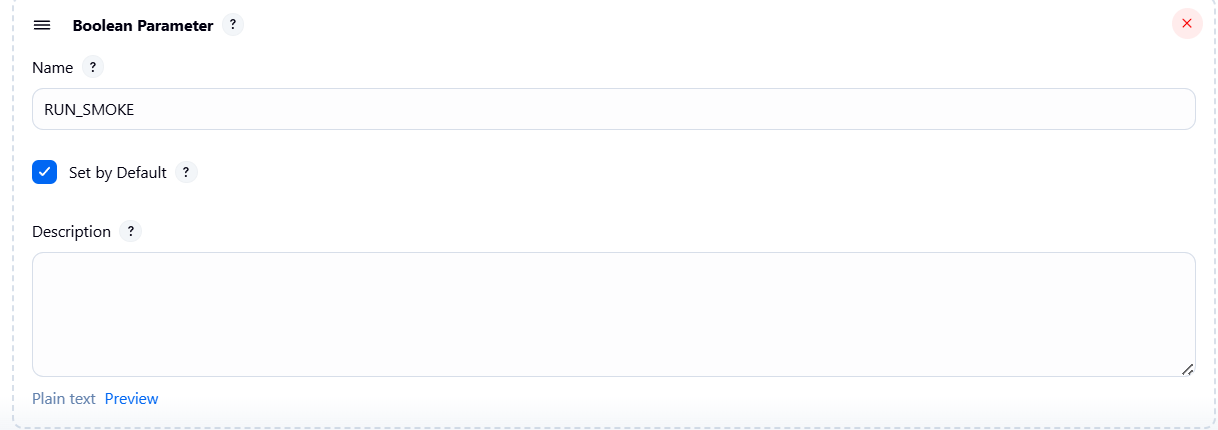 Boolean Parameter ?
Name ?
RUN_SMOKE
Set by Default ?
Description ?
Plain text Preview